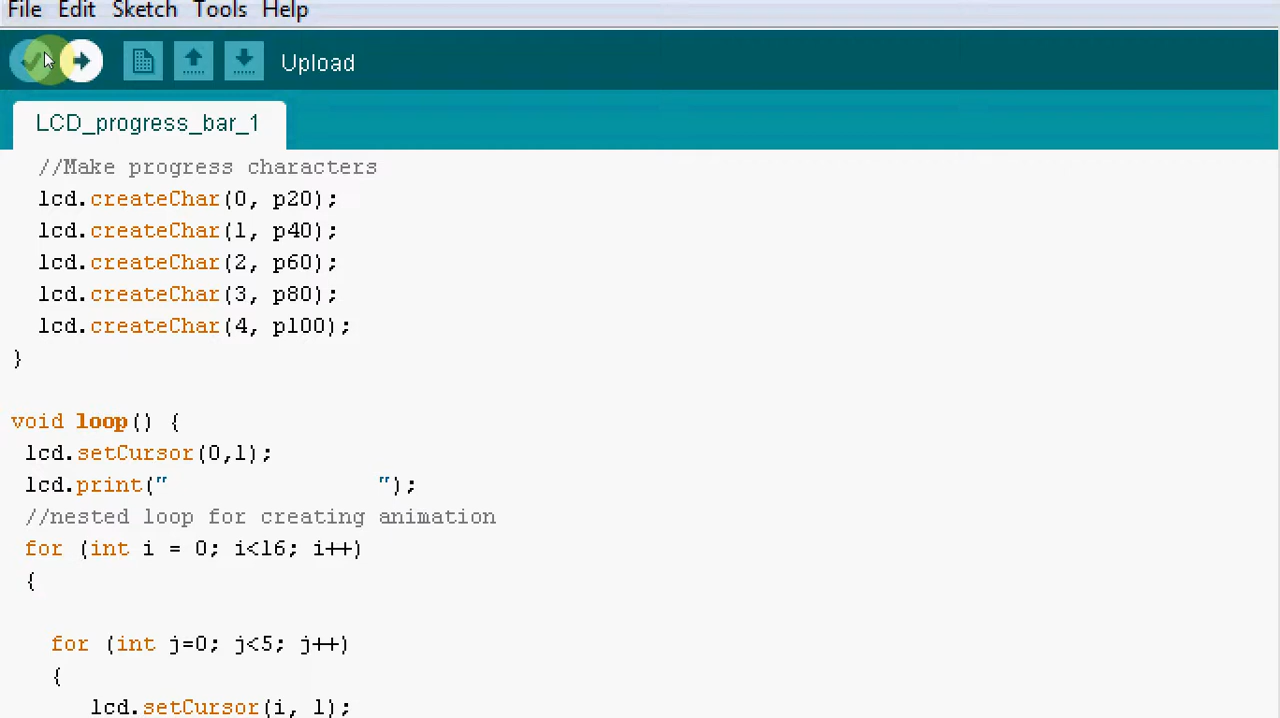 File Edit Sketch Tools Help
Upload
LCD_progress_bar_1
//Make progress characters
lcd.createChar(0, p20);
lcd.createChar(1, p40);
lcd.createChar(2, p60);
lcd.createChar(3, p80);
lcd.createChar(4, p100);
}
void loop() {
lcd.setCursor(0,1);
lcd.print("                ");
//nested loop for creating animation
for (int i = 0; i<16; i++)
{
for (int j=0; j<5; j++)
{
lcd.setCursor(i, 1);